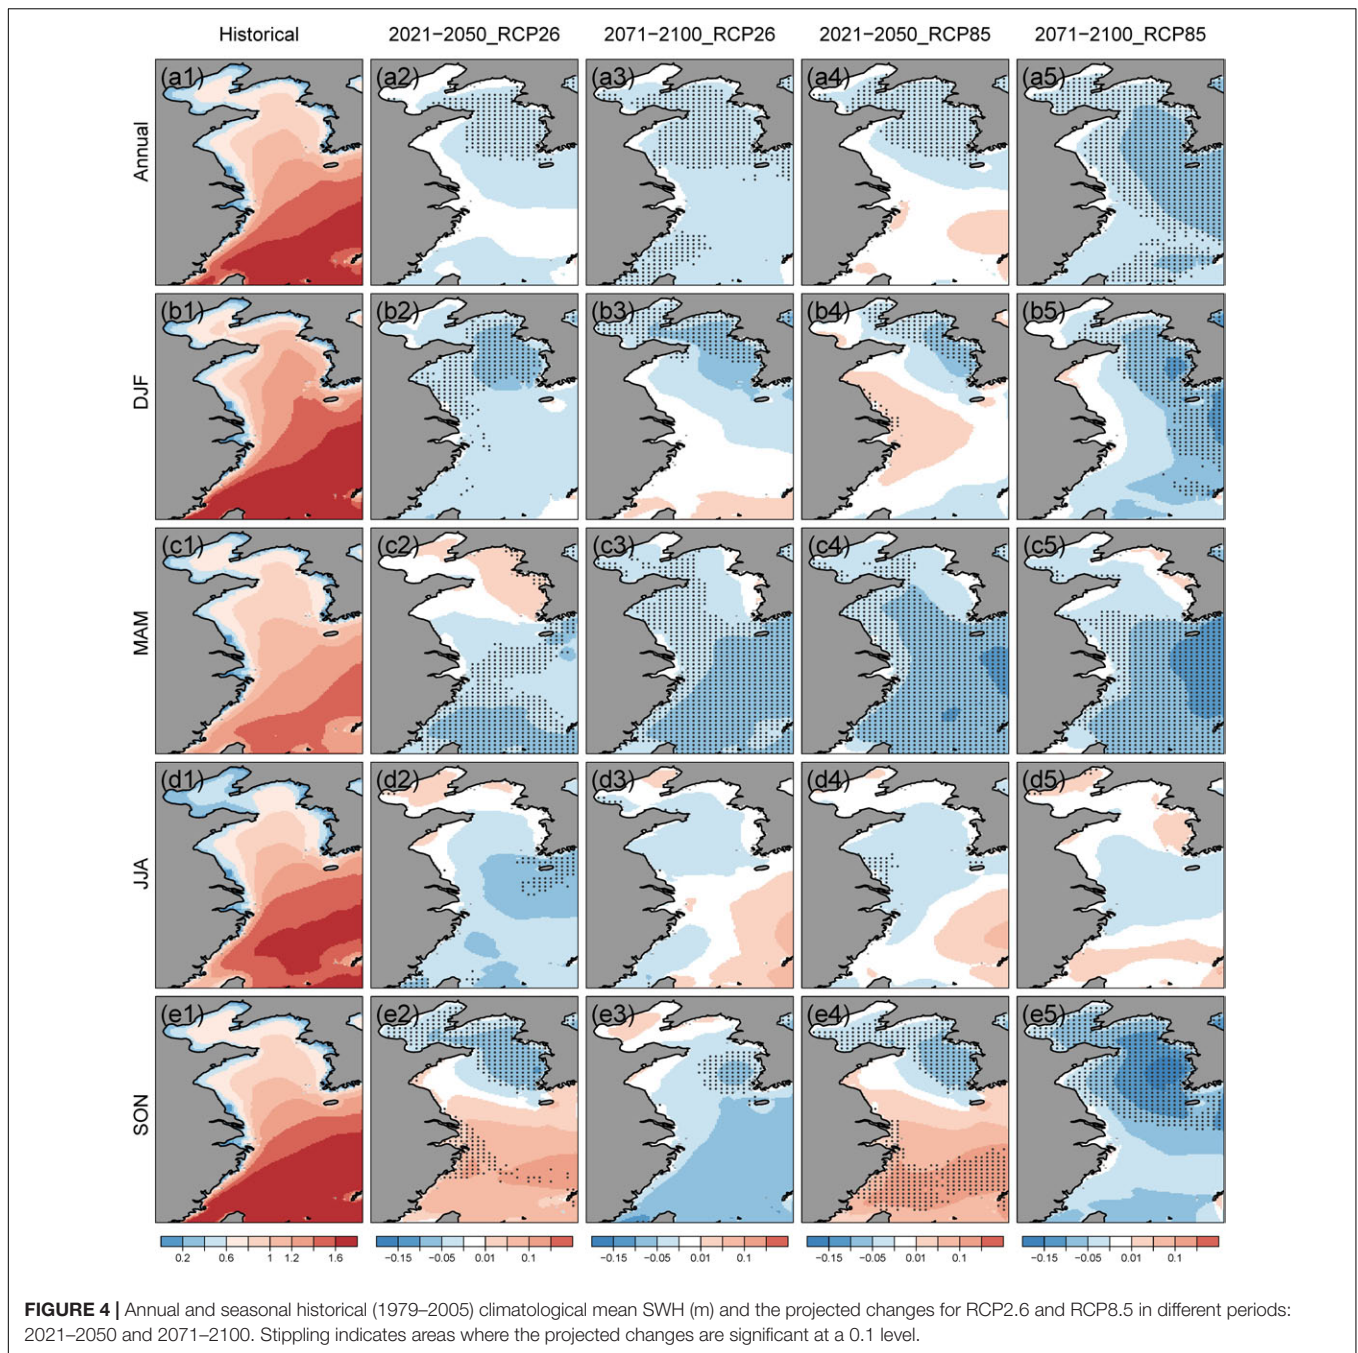 Historical 2021−2050_RCP26 2071−2100_RCP26 2021−2050_RCP85 2071−2100_RCP85
Annual (a1) (a2) (a3) (a4) (a5)
DJF (b1) (b2) (b3) (b4) (b5)
MAM (c1) (c2) (c3) (c4) (c5)
JJA (d1) (d2) (d3) (d4) (d5)
SON (e1) (e2) (e3) (e4) (e5)
0.2 0.6 1 1.2 1.6 −0.15 −0.05 0.01 0.1 −0.15 −0.05 0.01 0.1 −0.15 −0.05 0.01 0.1 −0.15 −0.05 0.01 0.1
FIGURE 4 | Annual and seasonal historical (1979–2005) climatological mean SWH (m) and the projected changes for RCP2.6 and RCP8.5 in different periods:
2021–2050 and 2071–2100. Stippling indicates areas where the projected changes are significant at a 0.1 level.